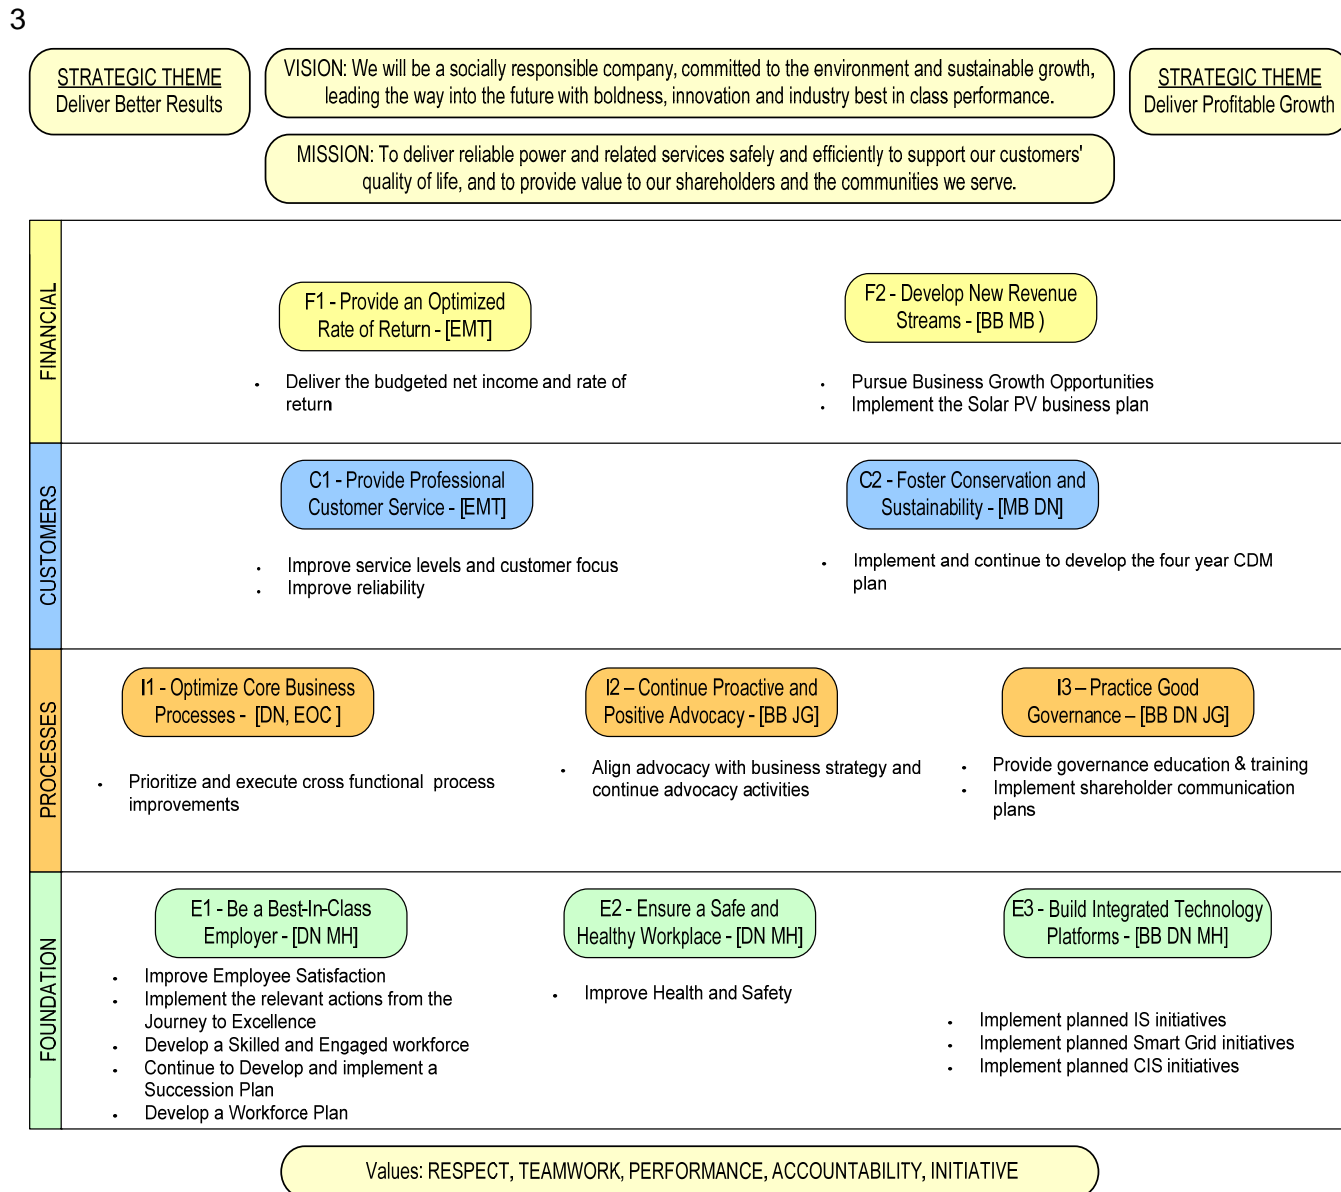 3
STRATEGIC THEME
Deliver Better Results
VISION: We will be a socially responsible company, committed to the environment and sustainable growth,
leading the way into the future with boldness, innovation and industry best in class performance.
STRATEGIC THEME
Deliver Profitable Growth
MISSION: To deliver reliable power and related services safely and efficiently to support our customers'
quality of life, and to provide value to our shareholders and the communities we serve.
FINANCIAL
F1 - Provide an Optimized
Rate of Return - [EMT]
• Deliver the budgeted net income and rate of
return
F2 - Develop New Revenue
Streams - [BB MB )
• Pursue Business Growth Opportunities
• Implement the Solar PV business plan
CUSTOMERS
C1 - Provide Professional
Customer Service - [EMT]
• Improve service levels and customer focus
• Improve reliability
C2 - Foster Conservation and
Sustainability - [MB DN]
• Implement and continue to develop the four year CDM
plan
PROCESSES
I1 - Optimize Core Business
Processes - [DN, EOC ]
• Prioritize and execute cross functional process
improvements
I2 – Continue Proactive and
Positive Advocacy - [BB JG]
• Align advocacy with business strategy and
continue advocacy activities
I3 – Practice Good
Governance – [BB DN JG]
• Provide governance education & training
• Implement shareholder communication
plans
FOUNDATION
E1 - Be a Best-In-Class
Employer - [DN MH]
• Improve Employee Satisfaction
• Implement the relevant actions from the
Journey to Excellence
• Develop a Skilled and Engaged workforce
• Continue to Develop and implement a
Succession Plan
• Develop a Workforce Plan
E2 - Ensure a Safe and
Healthy Workplace - [DN MH]
• Improve Health and Safety
E3 - Build Integrated Technology
Platforms - [BB DN MH]
• Implement planned IS initiatives
• Implement planned Smart Grid initiatives
• Implement planned CIS initiatives
Values: RESPECT, TEAMWORK, PERFORMANCE, ACCOUNTABILITY, INITIATIVE